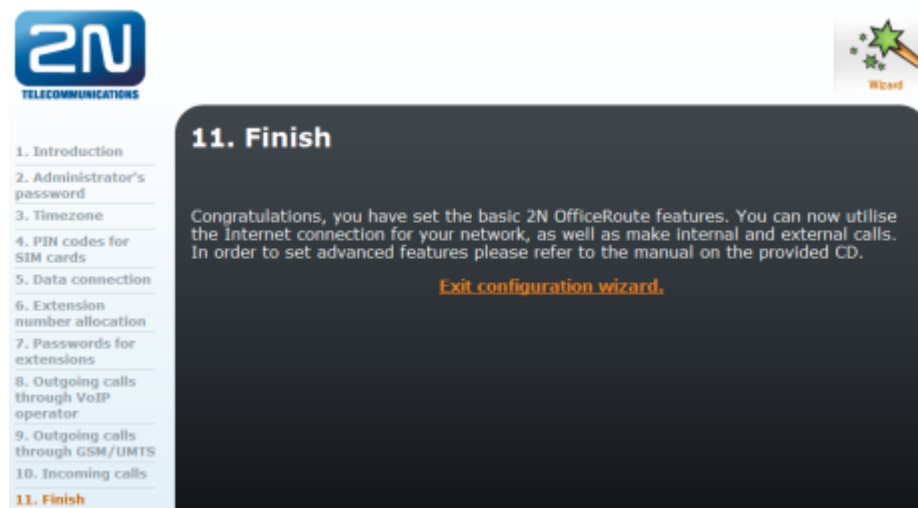 2N
TELECOMMUNICATIONS
Wizard
1. Introduction
2. Administrator's
password
3. Timezone
4. PIN codes for
SIM cards
5. Data connection
6. Extension
number allocation
7. Passwords for
extensions
8. Outgoing calls
through VoIP
operator
9. Outgoing calls
through GSM/UMTS
10. Incoming calls
11. Finish
11. Finish
Congratulations, you have set the basic 2N OfficeRoute features. You can now utilise
the Internet connection for your network, as well as make internal and external calls.
In order to set advanced features please refer to the manual on the provided CD.
Exit configuration wizard.